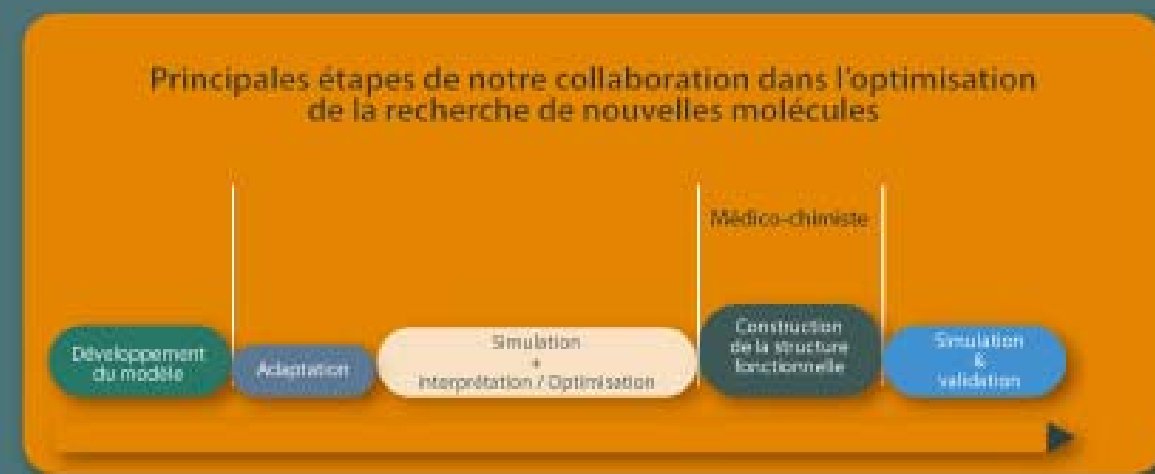 Principales étapes de notre collaboration dans l'optimisation
de la recherche de nouvelles molécules
Médico-chimiste
Développement
du modèle
Adaptation
Simulation
+
Interprétation / Optimisation
Construction
de la structure
fonctionnelle
Simulation
&
validation